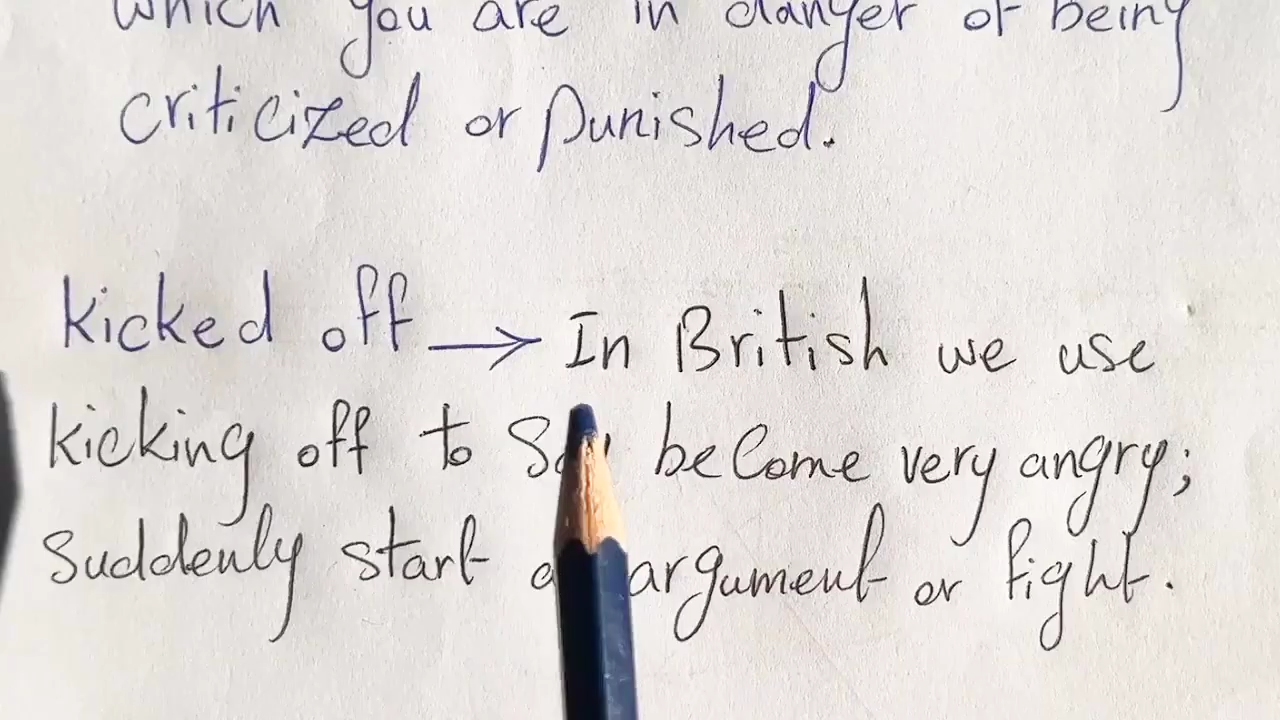 which you are in danger of being
criticized or punished.
kicked off → In British we use
kicking off to say become very angry;
Suddenly start argument or fight.